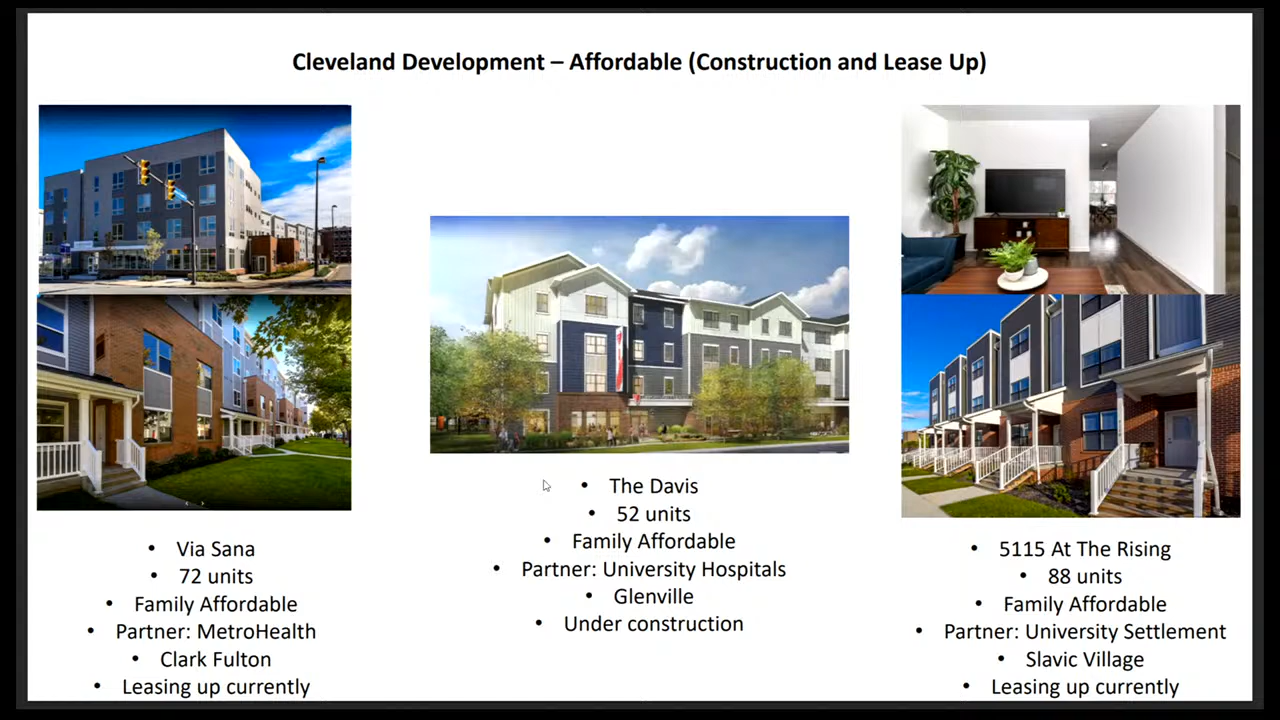 Cleveland Development – Affordable (Construction and Lease Up)
• Via Sana
• 72 units
• Family Affordable
• Partner: MetroHealth
• Clark Fulton
• Leasing up currently
• The Davis
• 52 units
• Family Affordable
• Partner: University Hospitals
• Glenville
• Under construction
• 5115 At The Rising
• 88 units
• Family Affordable
• Partner: University Settlement
• Slavic Village
• Leasing up currently